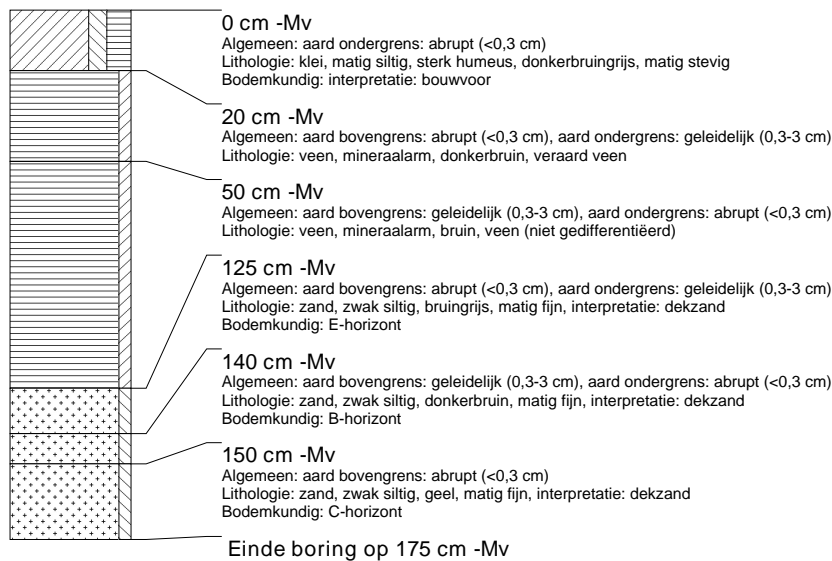 0 cm -Mv
Algemeen: aard ondergrens: abrupt (<0,3 cm)
Lithologie: klei, matig siltig, sterk humeus, donkerbruingrijs, matig stevig
Bodemkundig: interpretatie: bouwvoor
20 cm -Mv
Algemeen: aard bovengrens: abrupt (<0,3 cm), aard ondergrens: geleidelijk (0,3-3 cm)
Lithologie: veen, mineraalarm, donkerbruin, veraard veen
50 cm -Mv
Algemeen: aard bovengrens: geleidelijk (0,3-3 cm), aard ondergrens: abrupt (<0,3 cm)
Lithologie: veen, mineraalarm, bruin, veen (niet gedifferentiëerd)
125 cm -Mv
Algemeen: aard bovengrens: abrupt (<0,3 cm), aard ondergrens: geleidelijk (0,3-3 cm)
Lithologie: zand, zwak siltig, bruingrijs, matig fijn, interpretatie: dekzand
Bodemkundig: E-horizont
140 cm -Mv
Algemeen: aard bovengrens: geleidelijk (0,3-3 cm), aard ondergrens: abrupt (<0,3 cm)
Lithologie: zand, zwak siltig, donkerbruin, matig fijn, interpretatie: dekzand
Bodemkundig: B-horizont
150 cm -Mv
Algemeen: aard bovengrens: abrupt (<0,3 cm)
Lithologie: zand, zwak siltig, geel, matig fijn, interpretatie: dekzand
Bodemkundig: C-horizont
Einde boring op 175 cm -Mv